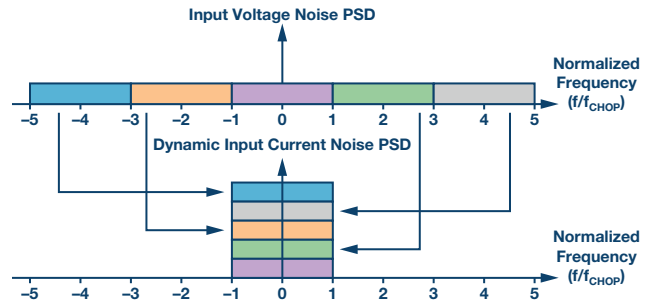 Input Voltage Noise PSD
Normalized
Frequency
(f/fCHOP)
–5 –4 –3 –2 –1 0 1 2 3 4 5
Dynamic Input Current Noise PSD
Normalized
Frequency
(f/fCHOP)
–5 –4 –3 –2 –1 0 1 2 3 4 5